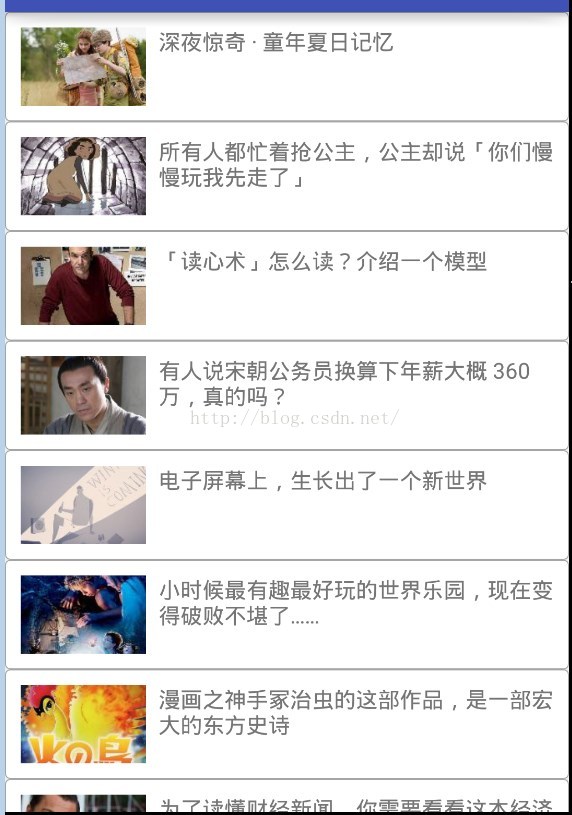 深夜惊奇 · 童年夏日记忆
所有人都忙着抢公主，公主却说「你们慢
慢玩我先走了」
「读心术」怎么读？介绍一个模型
有人说宋朝公务员换算下年薪大概 360
万，真的吗？
http://blog.csdn.net/
WINTER
IS
COMIN
电子屏幕上，生长出了一个新世界
小时候最有趣最好玩的世界乐园，现在变
得破败不堪了……
漫画之神手冢治虫的这部作品，是一部宏
大的东方史诗
火の鳥
为了读懂财经新闻，你需要看看这本经济